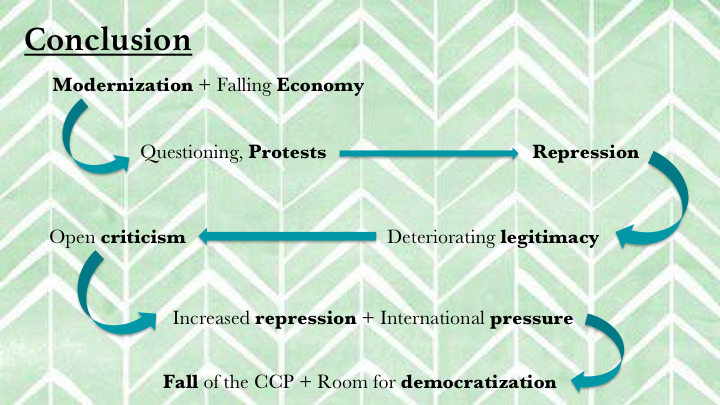 Conclusion
Modernization + Falling Economy
Questioning, Protests
Repression
Deteriorating legitimacy
Open criticism
Increased repression + International pressure
Fall of the CCP + Room for democratization